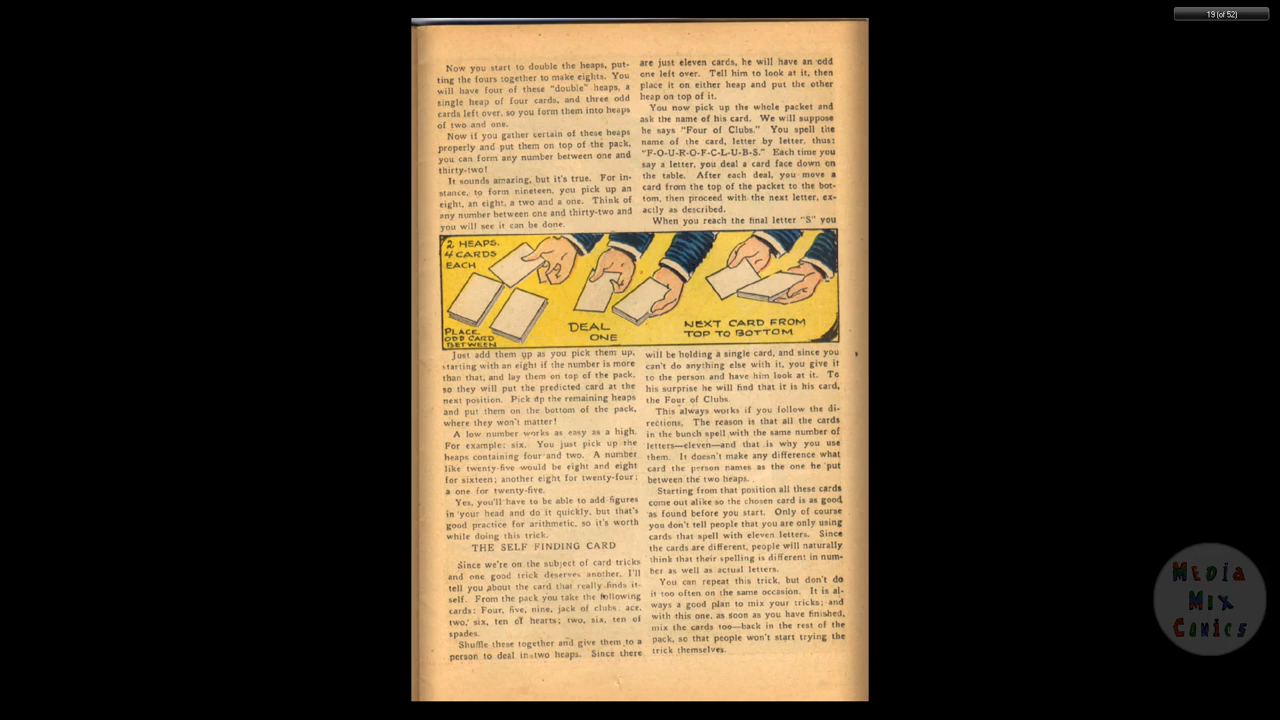 19 (of 52)
Now you start to double the heaps, put-
ting the fours together to make eights. You
will have four of these "double" heaps, a
single heap of four cards, and three odd
cards left over, so you form them into heaps
of two and one.
Now if you gather certain of these heaps
properly and put them on top of the pack,
you can form any number between one and
thirty-two!
It sounds amazing, but it's true. For in-
stance, to form nineteen, you pick up an
eight, an eight, a two and a one. Think of
any number between one and thirty-two and
you will see it can be done.
are just eleven cards, he will have an odd
one left over. Tell him to look at it, then
place it on either heap and put the other
heap on top of it.
You now pick up the whole packet and
ask the name of his card. We will suppose
he says "Four of Clubs." You spell the
name of the card, letter by letter, thus:
"F-O-U-R-O-F-C-L-U-B-S." Each time you
say a letter, you deal a card face down on
the table. After each deal, you move a
card from the top of the packet to the bot-
tom, then proceed with the next letter, ex-
actly as described.
When you reach the final letter "S" you
2 HEAPS.
4 CARDS
EACH
PLACE
ODD CARD
BETWEEN
DEAL
ONE
NEXT CARD FROM
TOP TO BOTTOM
Just add them up as you pick them up,
starting with an eight if the number is more
than that, and lay them on top of the pack,
so they will put the predicted card at the
next position. Pick up the remaining heaps
and put them on the bottom of the pack,
where they won't matter!
A low number works as easy as a high.
For example: six. You just pick up the
heaps containing four and two. A number
like twenty-five would be eight and eight
for sixteen; another eight for twenty-four;
a one for twenty-five.
Yes, you'll have to be able to add figures
in your head and do it quickly, but that's
good practice for arithmetic, so it's worth
while doing this trick.
THE SELF FINDING CARD
Since we're on the subject of card tricks
and one good trick deserves another, I'll
tell you about the card that really finds it-
self. From the pack you take the following
cards: Four, five, nine, jack of clubs; ace,
two, six, ten of hearts; two, six, ten of
spades.
Shuffle these together and give them to a
person to deal in two heaps. Since there
will be holding a single card, and since you
can't do anything else with it, you give it
to the person and have him look at it. To
his surprise he will find that it is his card,
the Four of Clubs.
This always works if you follow the di-
rections. The reason is that all the cards
in the bunch spell with the same number of
letters—eleven—and that is why you use
them. It doesn't make any difference what
card the person names as the one he put
between the two heaps.
Starting from that position all these cards
come out alike so the chosen card is as good
as found before you start. Only of course
you don't tell people that you are only using
cards that spell with eleven letters. Since
the cards are different, people will naturally
think that their spelling is different in num-
ber as well as actual letters.
You can repeat this trick, but don't do
it too often on the same occasion. It is al-
ways a good plan to mix your tricks; and
with this one, as soon as you have finished,
mix the cards too—back in the rest of the
pack, so that people won't start trying the
trick themselves.
MEDIA
MIX
COMICS